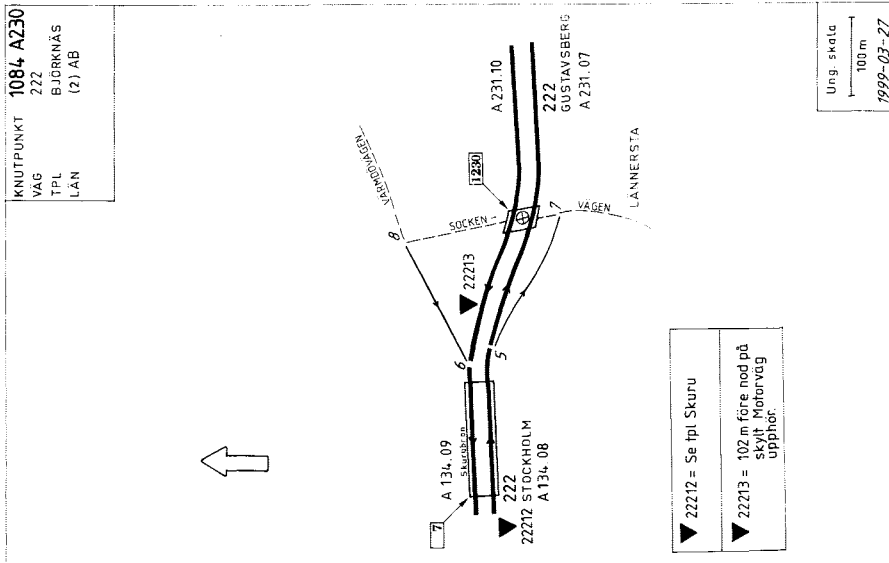 KNUTPUNKT 1084 A230
VÄG 222
TPL BJÖRKNÄS
LÄN (2) AB
VÄRMDÖVÄGEN
8
SOCKEN-
VÄGEN
1230
7
LÄNNERSTA
A 231.10
222
GUSTAVSBERG
A 231.07
22213
6
5
A 134.09
Skurubron
7
222
22212 STOCKHOLM
A 134.08
22212 = Se tpl Skuru
22213 = 102 m före nod på
skylt Motorväg
upphör.
Ung. skala
100 m
1999-03-27